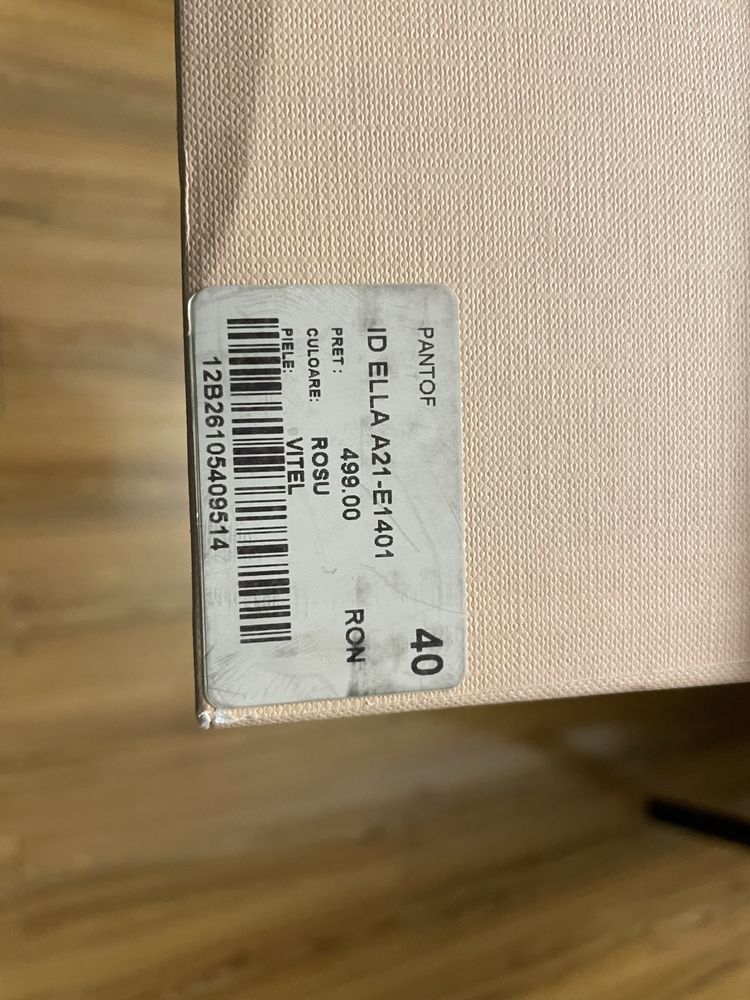 PANTOF 40
ID ELLA A21-E1401
PRET : 499.00 RON
CULOARE: ROSU
PIELE: VITEL
12B26105409514